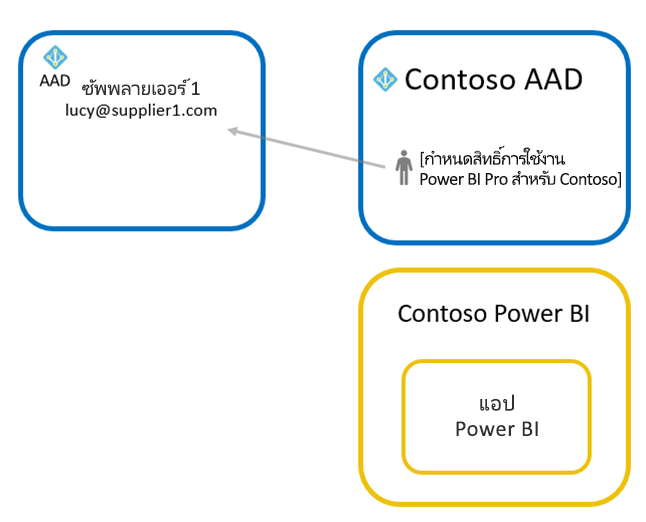 AAD
ซัพพลายเออร์ 1
lucy@supplier1.com
Contoso AAD
[กำหนดสิทธิ์การใช้งาน
Power BI Pro สำหรับ Contoso]
Contoso Power BI
แอป
Power BI